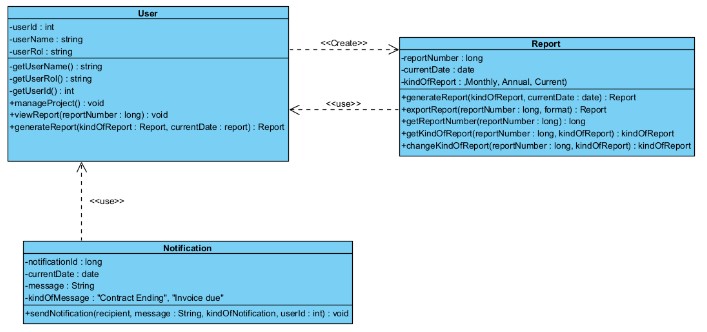 User
-userId : int
-userName : string
-userRol : string
-getUserName() : string
-getUserRol() : string
-getUserId() : int
+manageProject() : void
+viewReport(reportNumber : long) : void
+generateReport(kindOfReport : Report, currentDate : report) : Report
<<Create>>
<<use>>
Report
-reportNumber : long
-currentDate : date
-kindOfReport : ,Monthly, Annual, Current)
+generateReport(kindOfReport, currentDate : date) : Report
+exportReport(reportNumber : long, format) : Report
+getReportNumber(reportNumber : long) : long
+getKindOfReport(reportNumber : long, kindOfReport) : kindOfReport
+changeKindOfReport(reportNumber : long, kindOfReport) : kindOfReport
<<use>>
Notification
-notificationId : long
-currentDate : date
-message : String
-kindOfMessage : "Contract Ending", "Invoice due"
+sendNotification(recipient, message : String, kindOfNotification, userId : int) : void